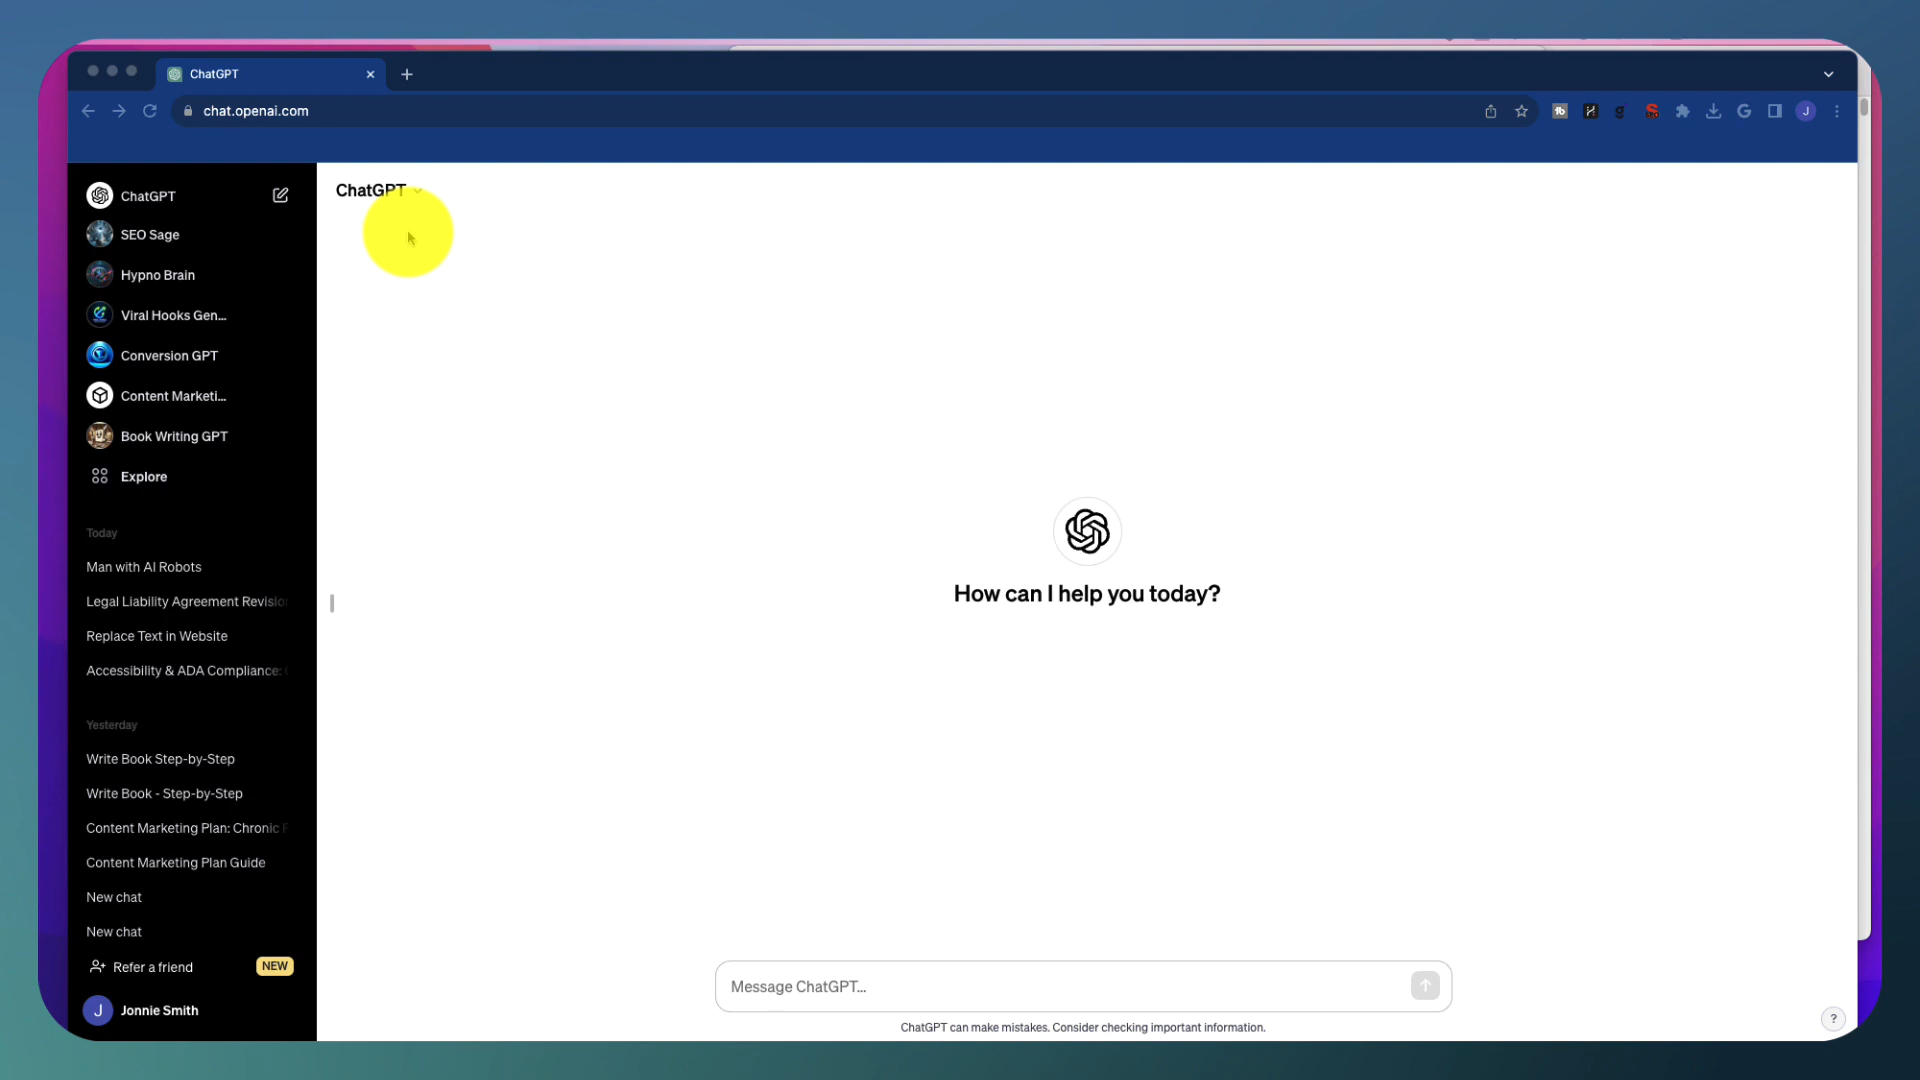 ChatGPT
chat.openai.com
J
ChatGPT
SEO Sage
Hypno Brain
Viral Hooks Gen...
Conversion GPT
Content Marketi...
Book Writing GPT
Explore
Today
Man with AI Robots
Legal Liability Agreement Revisio
Replace Text in Website
Accessibility & ADA Compliance:
Yesterday
Write Book Step-by-Step
Write Book - Step-by-Step
Content Marketing Plan: Chronic
Content Marketing Plan Guide
New chat
New chat
Refer a friend NEW
J Jonnie Smith
ChatGPT
How can I help you today?
Message ChatGPT...
ChatGPT can make mistakes. Consider checking important information.
?